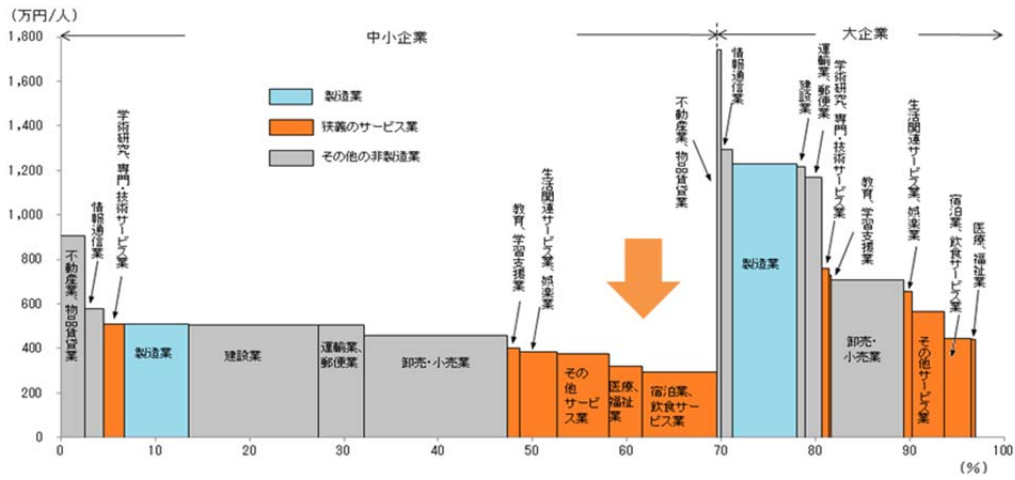 (万円/人)
中小企業
大企業
1,800
1,600
1,400
1,200
1,000
800
600
400
200
0
製造業
狭義のサービス業
その他の非製造業
不動産業、物品賃貸業
情報通信業
学術研究、専門・技術サービス業
製造業
建設業
運輸業、
郵便業
卸売・小売業
教育、学習支援業
生活関連サービス業、娯楽業
その
他
サービ
ス業
医療、
福祉
業
宿泊業、
飲食サー
ビス業
不動産業、物品賃貸業
情報通信業
製造業
建設業
運輸業、郵便業
学術研究、専門・技術サービス業
教育、学習支援業
卸売・
小売業
生活関連サービス業、娯楽業
その他サービス業
宿泊業、飲食サービス業
医療、福祉業
0
10
20
30
40
50
60
70
80
90
100
(%)